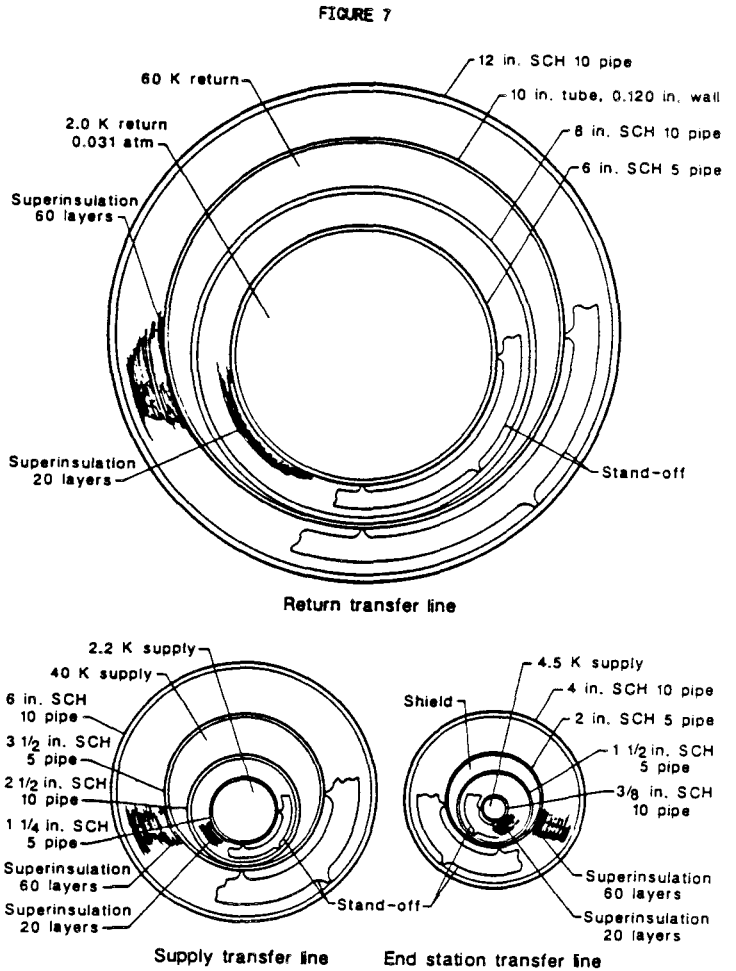 FIGURE 7
12 in. SCH 10 pipe
60 K return
10 in. tube, 0.120 in. wall
2.0 K return
0.031 atm
8 in. SCH 10 pipe
6 in. SCH 5 pipe
Superinsulation
60 layers
Superinsulation
20 layers
Stand-off
Return transfer line
2.2 K supply
40 K supply
6 in. SCH
10 pipe
3 1/2 in. SCH
5 pipe
2 1/2 in. SCH
10 pipe
1 1/4 in. SCH
5 pipe
Superinsulation
60 layers
Superinsulation
20 layers
Stand-off
4.5 K supply
Shield
4 in. SCH 10 pipe
2 in. SCH 5 pipe
1 1/2 in. SCH
5 pipe
3/8 in. SCH
10 pipe
Superinsulation
60 layers
Superinsulation
20 layers
Supply transfer line
End station transfer line